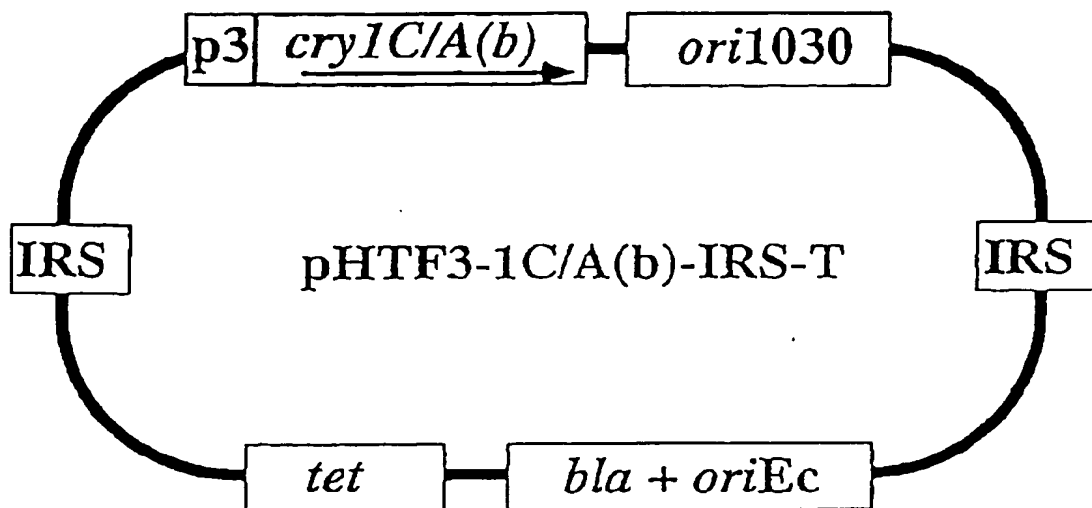 p3 cry1C/A(b) ori1030
IRS pHTF3-1C/A(b)-IRS-T IRS
tet bla + oriEc